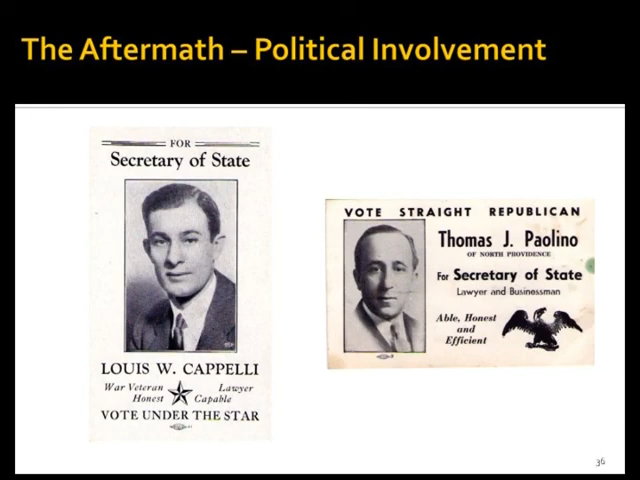 The Aftermath – Political Involvement
FOR
Secretary of State
LOUIS W. CAPPELLI
War Veteran Lawyer
Honest Capable
VOTE UNDER THE STAR
VOTE STRAIGHT REPUBLICAN
Thomas J. Paolino
OF NORTH PROVIDENCE
For Secretary of State
Lawyer and Businessman
Able, Honest
and
Efficient
36